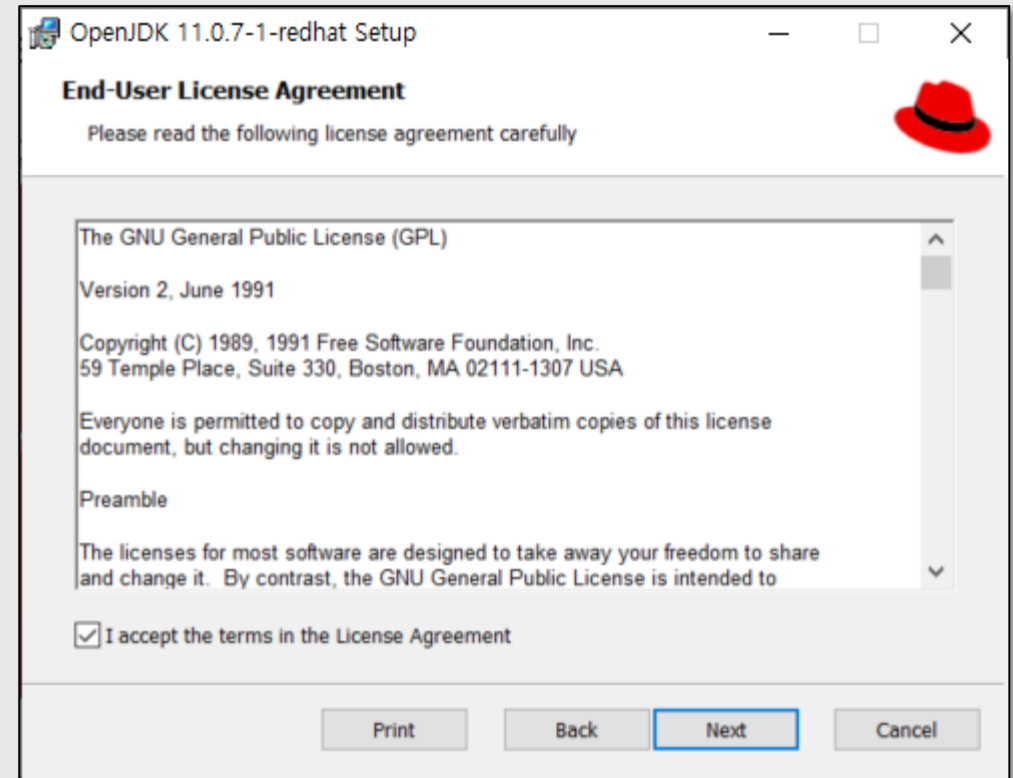 OpenJDK 11.0.7-1-redhat Setup
End-User License Agreement
Please read the following license agreement carefully
The GNU General Public License (GPL)
Version 2, June 1991
Copyright (C) 1989, 1991 Free Software Foundation, Inc.
59 Temple Place, Suite 330, Boston, MA 02111-1307 USA
Everyone is permitted to copy and distribute verbatim copies of this license
document, but changing it is not allowed.
Preamble
The licenses for most software are designed to take away your freedom to share
and change it.  By contrast, the GNU General Public License is intended to
I accept the terms in the License Agreement
Print Back Next Cancel